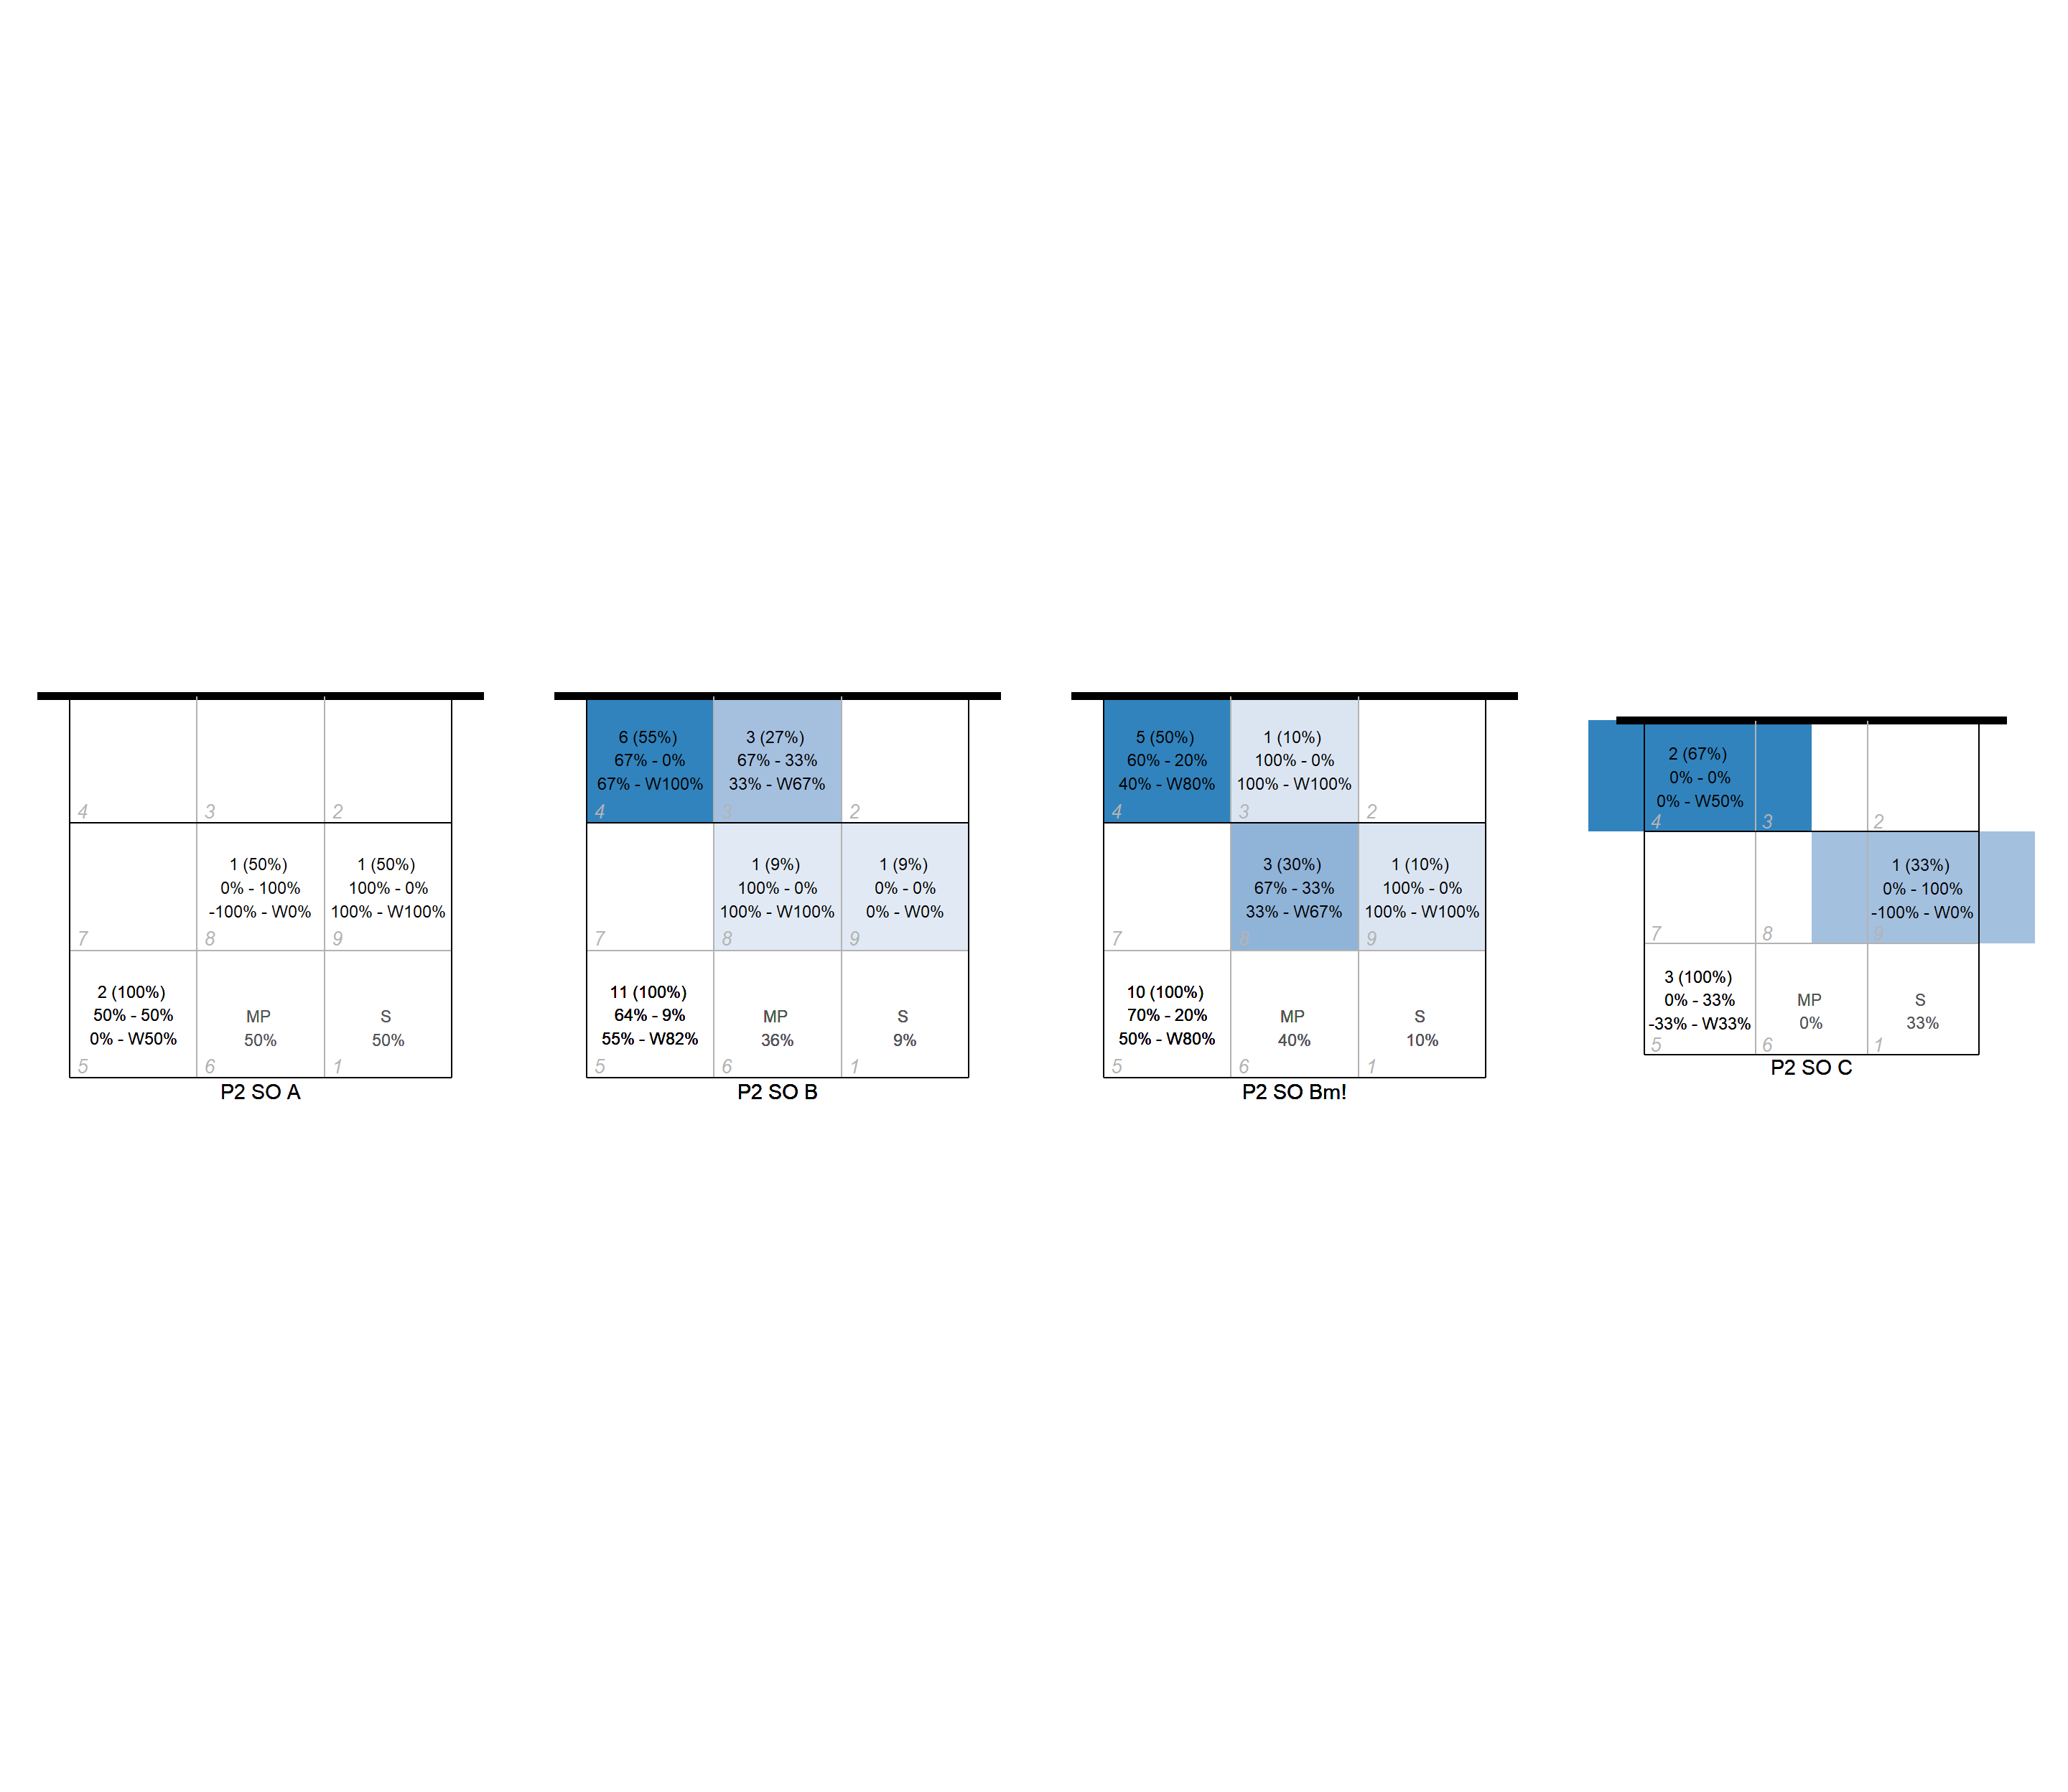 4
3
2
1 (50%)
0% - 100%
-100% - W0%
1 (50%)
100% - 0%
100% - W100%
7
8
9
2 (100%)
50% - 50%
0% - W50%
MP
50%
S
50%
5
6
1
P2 SO A
6 (55%)
67% - 0%
67% - W100%
3 (27%)
67% - 33%
33% - W67%
4
3
2
1 (9%)
100% - 0%
100% - W100%
1 (9%)
0% - 0%
0% - W0%
7
8
9
11 (100%)
64% - 9%
55% - W82%
MP
36%
S
9%
5
6
1
P2 SO B
5 (50%)
60% - 20%
40% - W80%
1 (10%)
100% - 0%
100% - W100%
4
3
2
3 (30%)
67% - 33%
33% - W67%
1 (10%)
100% - 0%
100% - W100%
7
8
9
10 (100%)
70% - 20%
50% - W80%
MP
40%
S
10%
5
6
1
P2 SO Bm!
2 (67%)
0% - 0%
0% - W50%
4
3
2
1 (33%)
0% - 100%
-100% - W0%
7
8
9
3 (100%)
0% - 33%
-33% - W33%
MP
0%
S
33%
5
6
1
P2 SO C